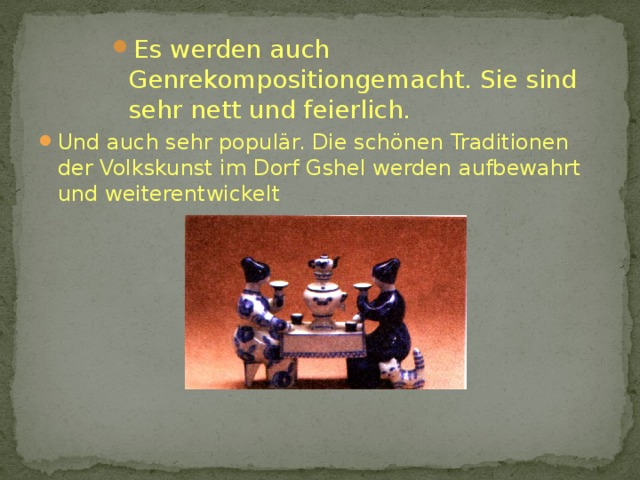 Es werden auch
Genrekompositiongemacht. Sie sind
sehr nett und feierlich.
Und auch sehr populär. Die schönen Traditionen
der Volkskunst im Dorf Gshel werden aufbewahrt
und weiterentwickelt